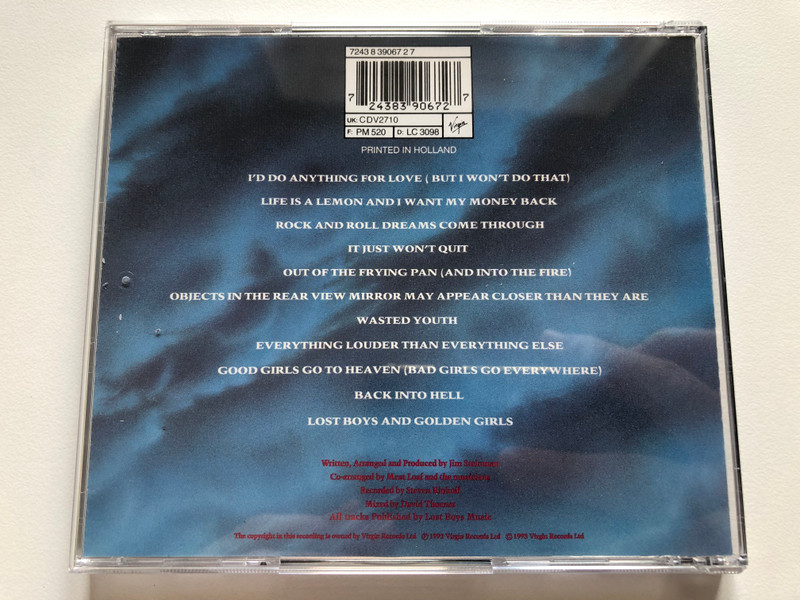 7243 8 39067 2 7
7 24383 90672 7
UK: CDV2710
F: PM 520 D: LC 3098 Virgin
PRINTED IN HOLLAND
I'D DO ANYTHING FOR LOVE ( BUT I WON'T DO THAT)
LIFE IS A LEMON AND I WANT MY MONEY BACK
ROCK AND ROLL DREAMS COME THROUGH
IT JUST WON'T QUIT
OUT OF THE FRYING PAN (AND INTO THE FIRE)
OBJECTS IN THE REAR VIEW MIRROR MAY APPEAR CLOSER THAN THEY ARE
WASTED YOUTH
EVERYTHING LOUDER THAN EVERYTHING ELSE
GOOD GIRLS GO TO HEAVEN (BAD GIRLS GO EVERYWHERE)
BACK INTO HELL
LOST BOYS AND GOLDEN GIRLS
Written, Arranged and Produced by Jim Steinman
Co-arranged by Meat Loaf and the musicians
Recorded by Steven Rinkoff
Mixed by David Thoener
All tracks Published by Lost Boys Music
The copyright in this recording is owned by Virgin Records Ltd ℗ 1993 Virgin Records Ltd © 1993 Virgin Records Ltd